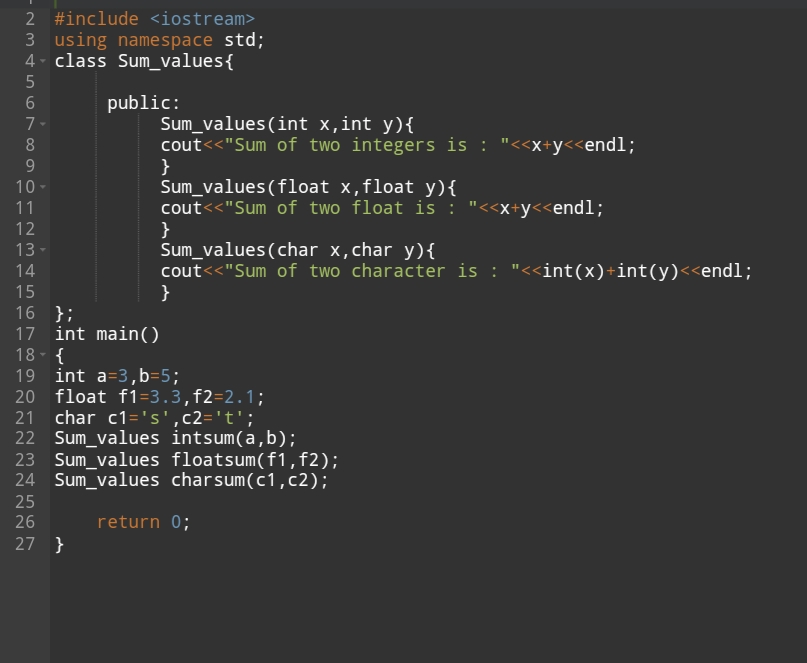 2 #include <iostream>
3 using namespace std;
4 class Sum_values{
5
6 public:
7 Sum_values(int x,int y){
8 cout<<"Sum of two integers is : "<<x+y<<endl;
9 }
10 Sum_values(float x,float y){
11 cout<<"Sum of two float is : "<<x+y<<endl;
12 }
13 Sum_values(char x,char y){
14 cout<<"Sum of two character is : "<<int(x)+int(y)<<endl;
15 }
16 };
17 int main()
18 {
19 int a=3,b=5;
20 float f1=3.3,f2=2.1;
21 char c1='s',c2='t';
22 Sum_values intsum(a,b);
23 Sum_values floatsum(f1,f2);
24 Sum_values charsum(c1,c2);
25
26 return 0;
27 }